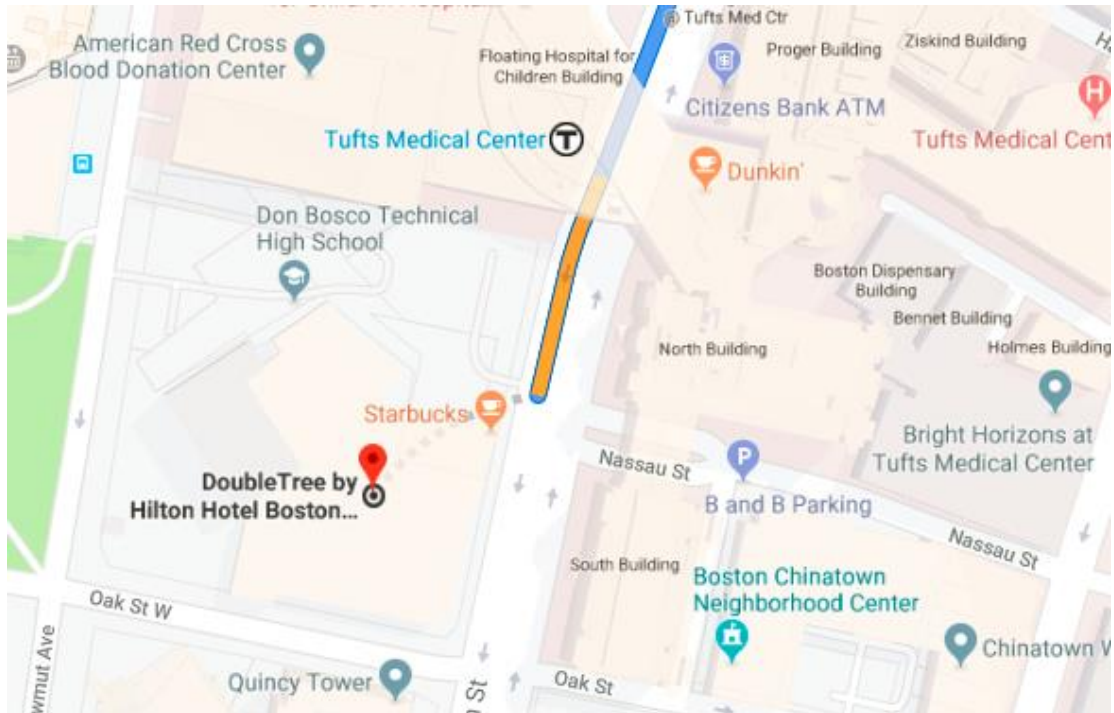 Tufts Med Ctr
American Red Cross
Blood Donation Center
Floating Hospital for
Children Building
Proger Building
Ziskind Building
Citizens Bank ATM
Tufts Medical Center
T
H
Tufts Medical Cent
Dunkin'
Don Bosco Technical
High School
Boston Dispensary
Building
Bennet Building
Holmes Building
North Building
Starbucks
Bright Horizons at
Tufts Medical Center
Nassau St
P
B and B Parking
DoubleTree by
Hilton Hotel Boston...
Nassau St
South Building
Boston Chinatown
Neighborhood Center
Oak St W
Chinatown W
Quincy Tower
Oak St
wmut Ave
St